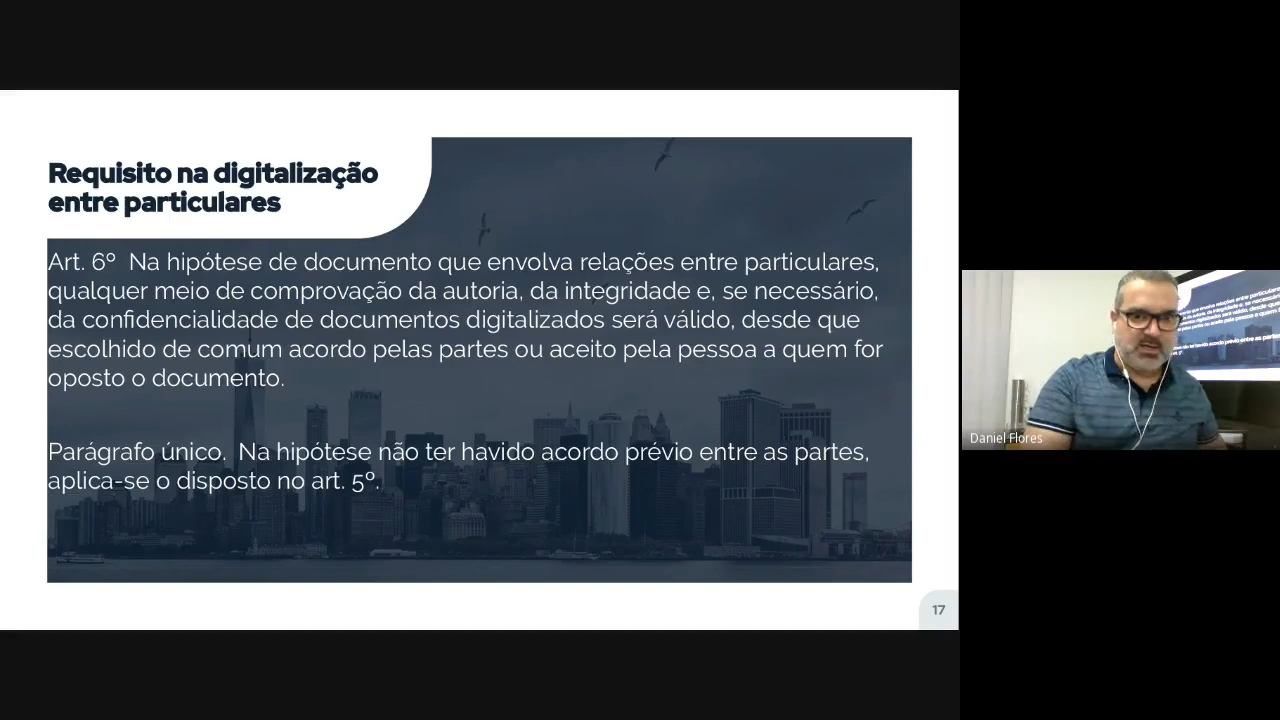 Requisito na digitalização
entre particulares
Art. 6º  Na hipótese de documento que envolva relações entre particulares,
qualquer meio de comprovação da autoria, da integridade e, se necessário,
da confidencialidade de documentos digitalizados será válido, desde que
escolhido de comum acordo pelas partes ou aceito pela pessoa a quem for
oposto o documento.
Parágrafo único.  Na hipótese não ter havido acordo prévio entre as partes,
aplica-se o disposto no art. 5º.
17
Daniel Flores